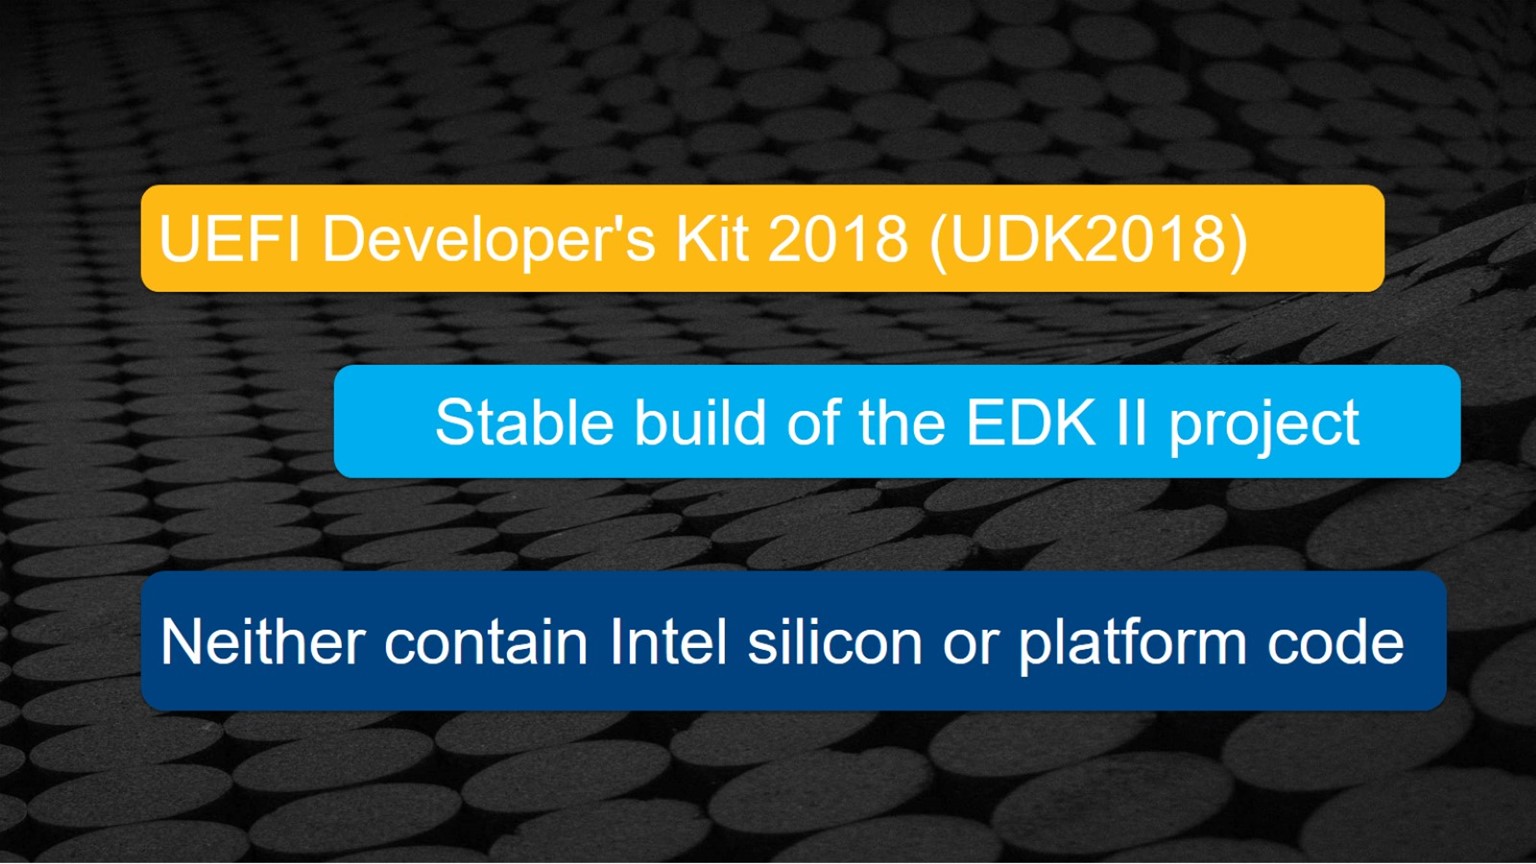 UEFI Developer's Kit 2018 (UDK2018)
Stable build of the EDK II project
Neither contain Intel silicon or platform code